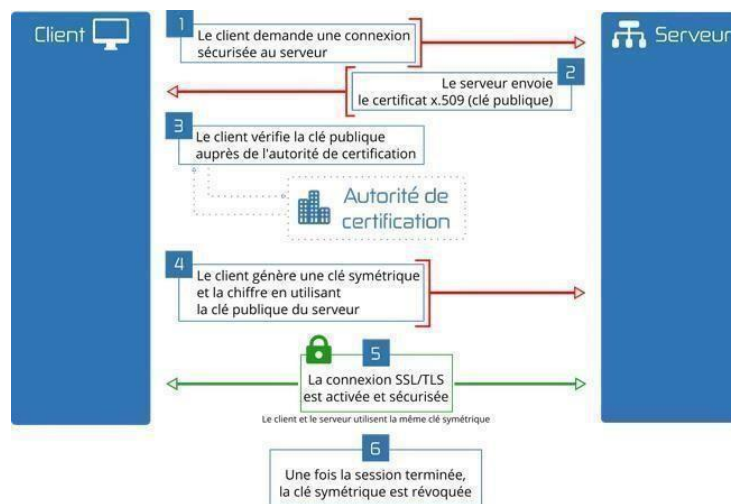 Client
Serveur
1
Le client demande une connexion
sécurisée au serveur
2
Le serveur envoie
le certificat x.509 (clé publique)
3
Le client vérifie la clé publique
auprès de l'autorité de certification
Autorité de
certification
4
Le client génère une clé symétrique
et la chiffre en utilisant
la clé publique du serveur
5
La connexion SSL/TLS
est activée et sécurisée
Le client et le serveur utilisent la même clé symétrique
6
Une fois la session terminée,
la clé symétrique est révoquée